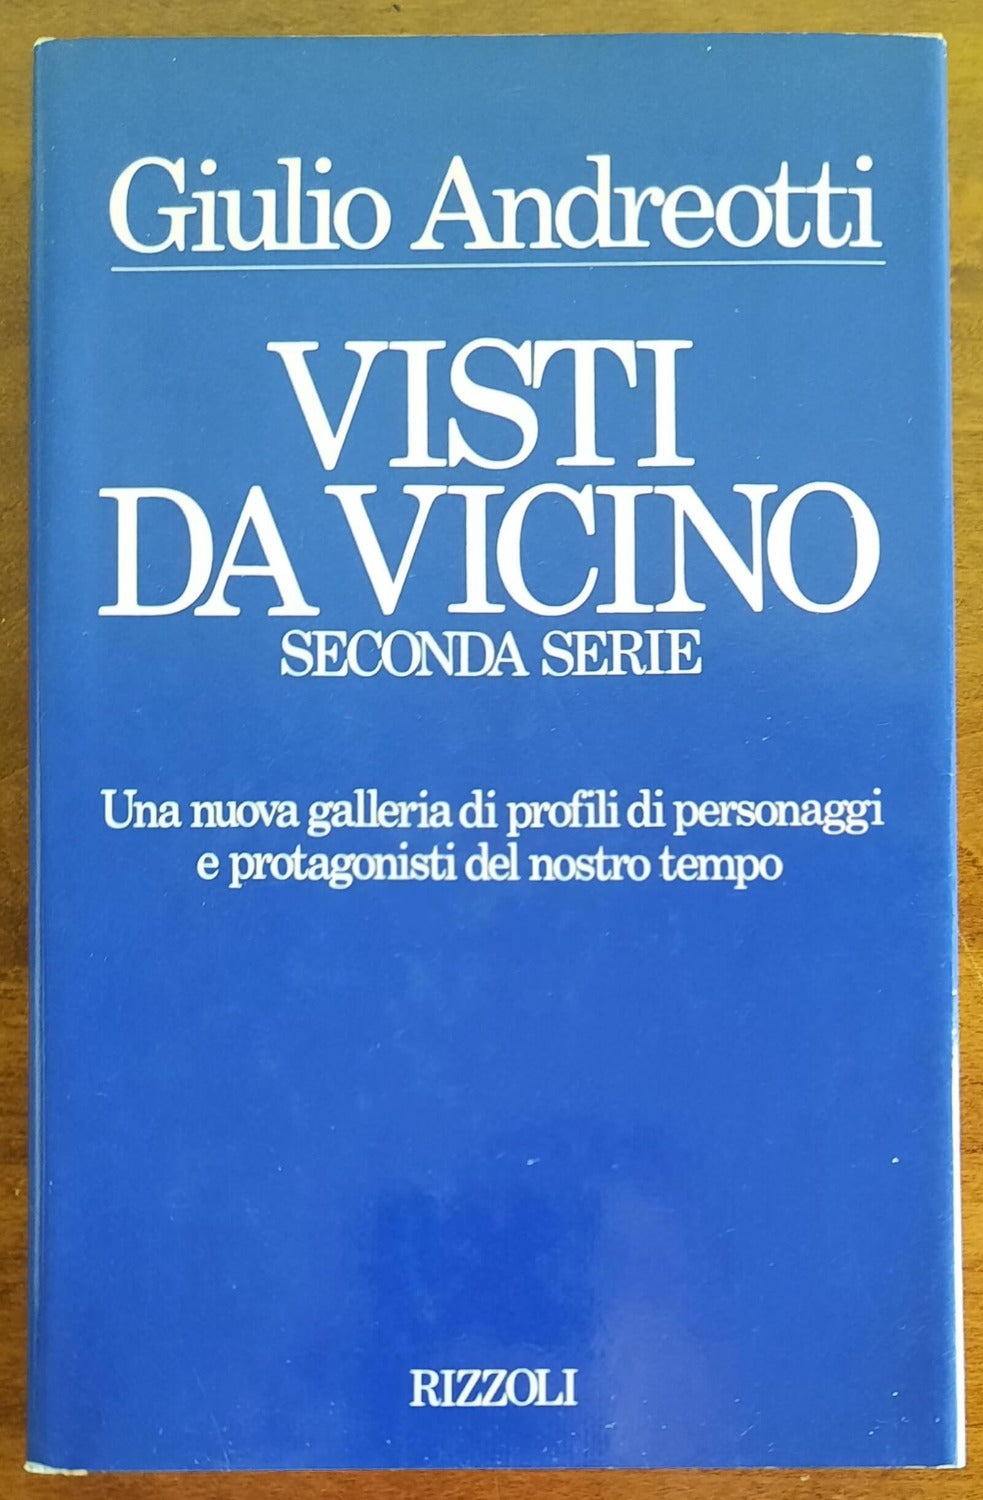 Giulio Andreotti
VISTI
DA VICINO
SECONDA SERIE
Una nuova galleria di profili di personaggi
e protagonisti del nostro tempo
RIZZOLI